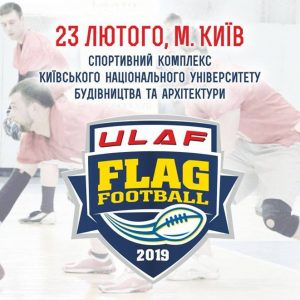 23 ЛЮТОГО, М. КИЇВ
СПОРТИВНИЙ КОМПЛЕКС
КИЇВСЬКОГО НАЦІОНАЛЬНОГО УНІВЕРСИТЕТУ
БУДІВНИЦТВА ТА АРХІТЕКТУРИ
ULAF
FLAG
FOOTBALL
2019